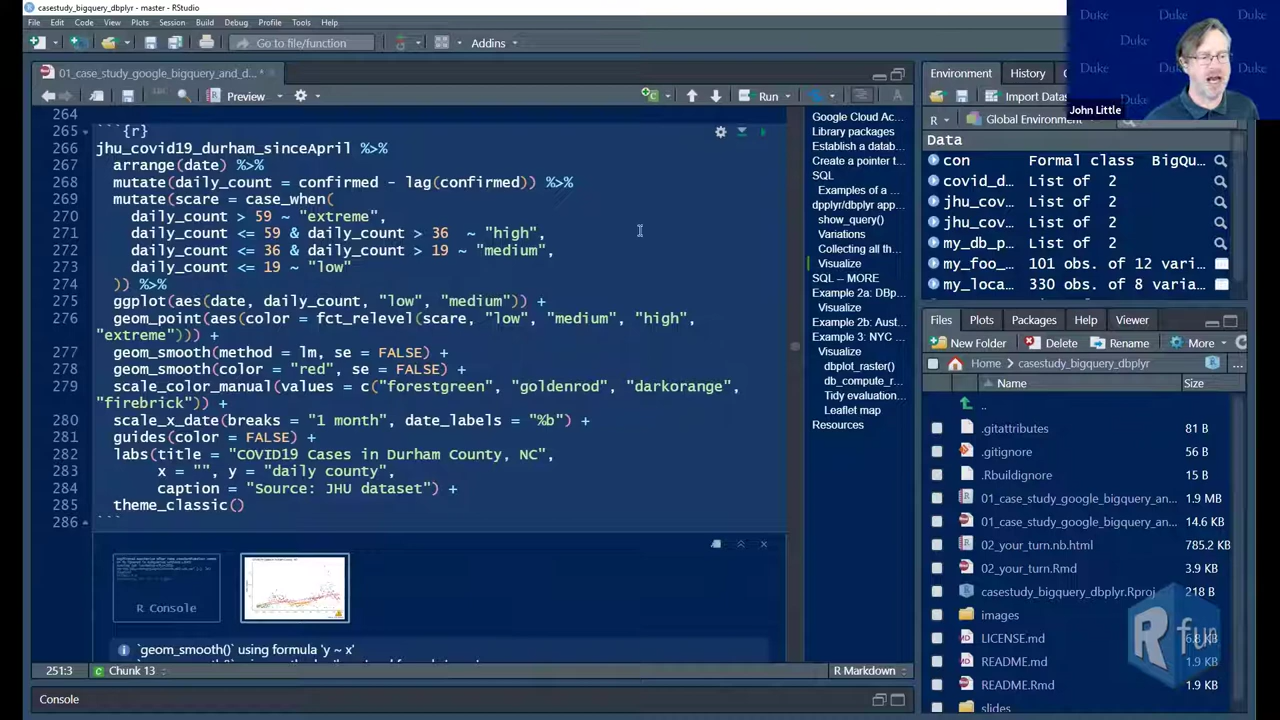 casestudy_bigquery_dbplyr - master - RStudio
File Edit Code View Plots Session Build Debug Profile Tools Help
Go to file/function
Addins
01_case_study_google_bigquery_and_d...*
Preview
Run
264
265 ```{r}
266 jhu_covid19_durham_sinceApril %>%
267 arrange(date) %>%
268 mutate(daily_count = confirmed - lag(confirmed)) %>%
269 mutate(scare = case_when(
270 daily_count > 59 ~ "extreme",
271 daily_count <= 59 & daily_count > 36 ~ "high",
272 daily_count <= 36 & daily_count > 19 ~ "medium",
273 daily_count <= 19 ~ "low"
274 )) %>%
275 ggplot(aes(date, daily_count, "low", "medium")) +
276 geom_point(aes(color = fct_relevel(scare, "low", "medium", "high",
"extreme"))) +
277 geom_smooth(method = lm, se = FALSE) +
278 geom_smooth(color = "red", se = FALSE) +
279 scale_color_manual(values = c("forestgreen", "goldenrod", "darkorange",
"firebrick")) +
280 scale_x_date(breaks = "1 month", date_labels = "%b") +
281 guides(color = FALSE) +
282 labs(title = "COVID19 Cases in Durham County, NC",
283 x = "", y = "daily county",
284 caption = "Source: JHU dataset") +
285 theme_classic()
286 ```
R Console
`geom_smooth()` using formula 'y ~ x'
251:3
Chunk 13
R Markdown
Console
Google Cloud Ac...
Library packages
Establish a datab...
Create a pointer t...
SQL
Examples of a ...
dpplyr/dbplyr app...
show_query()
Variations
Collecting all th...
Visualize
SQL -- MORE
Example 2a: DBp...
Visualize
Example 2b: Aust...
Example 3: NYC ...
Visualize
dbplot_raster()
db_compute_r...
Tidy evaluation...
Leaflet map
Resources
Duke
Duke
Duke
Duke
Duke
Duke
John Little
Environment
History
Import Datas
R
Global Environment
Data
con Formal class BigQu...
covid_d... List of 2
jhu_cov... List of 2
jhu_cov... List of 2
my_db_p... List of 2
my_foo_... 101 obs. of 12 vari...
my_loca... 330 obs. of 8 varia...
Files
Plots
Packages
Help
Viewer
New Folder
Delete
Rename
More
Home
casestudy_bigquery_dbplyr
...
Name
Size
..
.gitattributes 81 B
.gitignore 56 B
.Rbuildignore 15 B
01_case_study_google_bigquery_an... 1.9 MB
01_case_study_google_bigquery_an... 14.6 KB
02_your_turn.nb.html 785.2 KB
02_your_turn.Rmd 3.9 KB
casestudy_bigquery_dbplyr.Rproj 218 B
images
LICENSE.md 6.8 KB
README.md 1.9 KB
README.Rmd 1.9 KB
slides
R fun